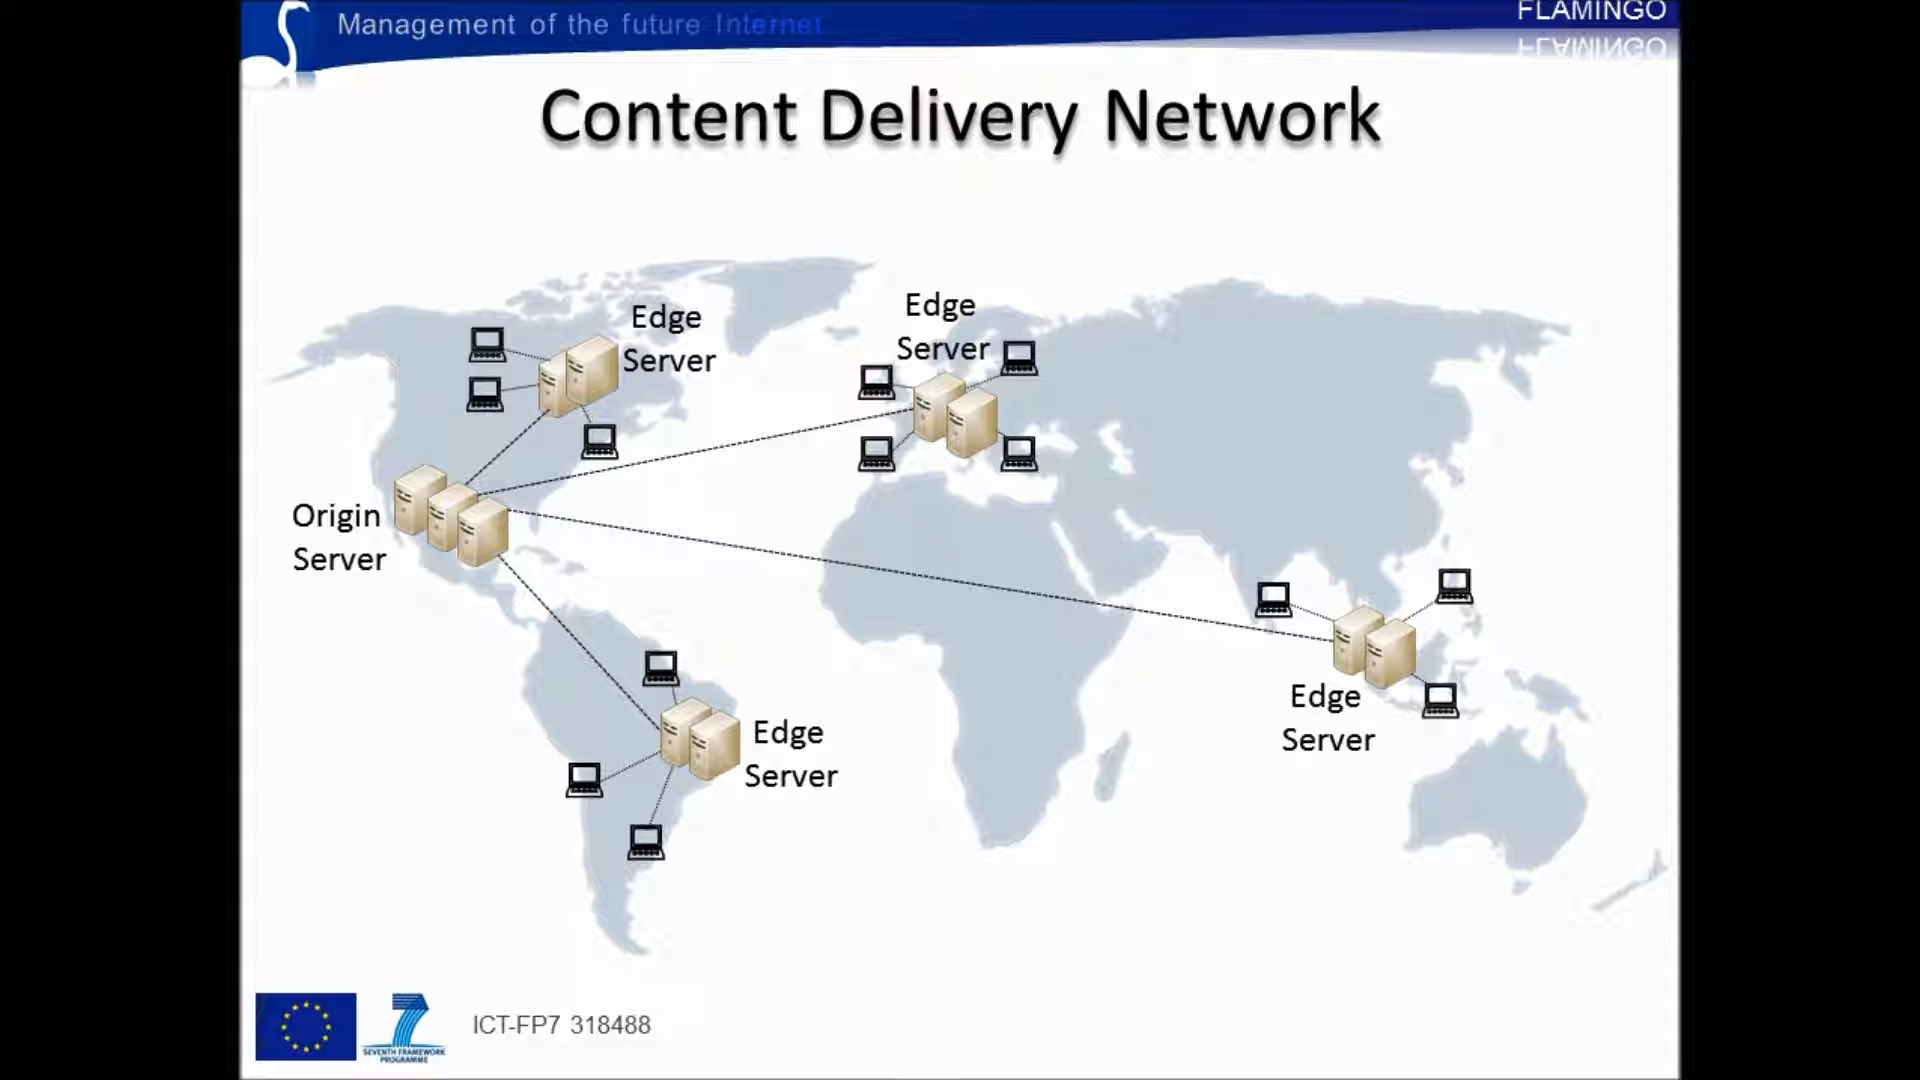 Management of the future Internet
FLAMINGO
FLAMINGO
Content Delivery Network
Edge
Server
Edge
Server
Origin
Server
Edge
Server
Edge
Server
SEVENTH FRAMEWORK
PROGRAMME
ICT-FP7 318488